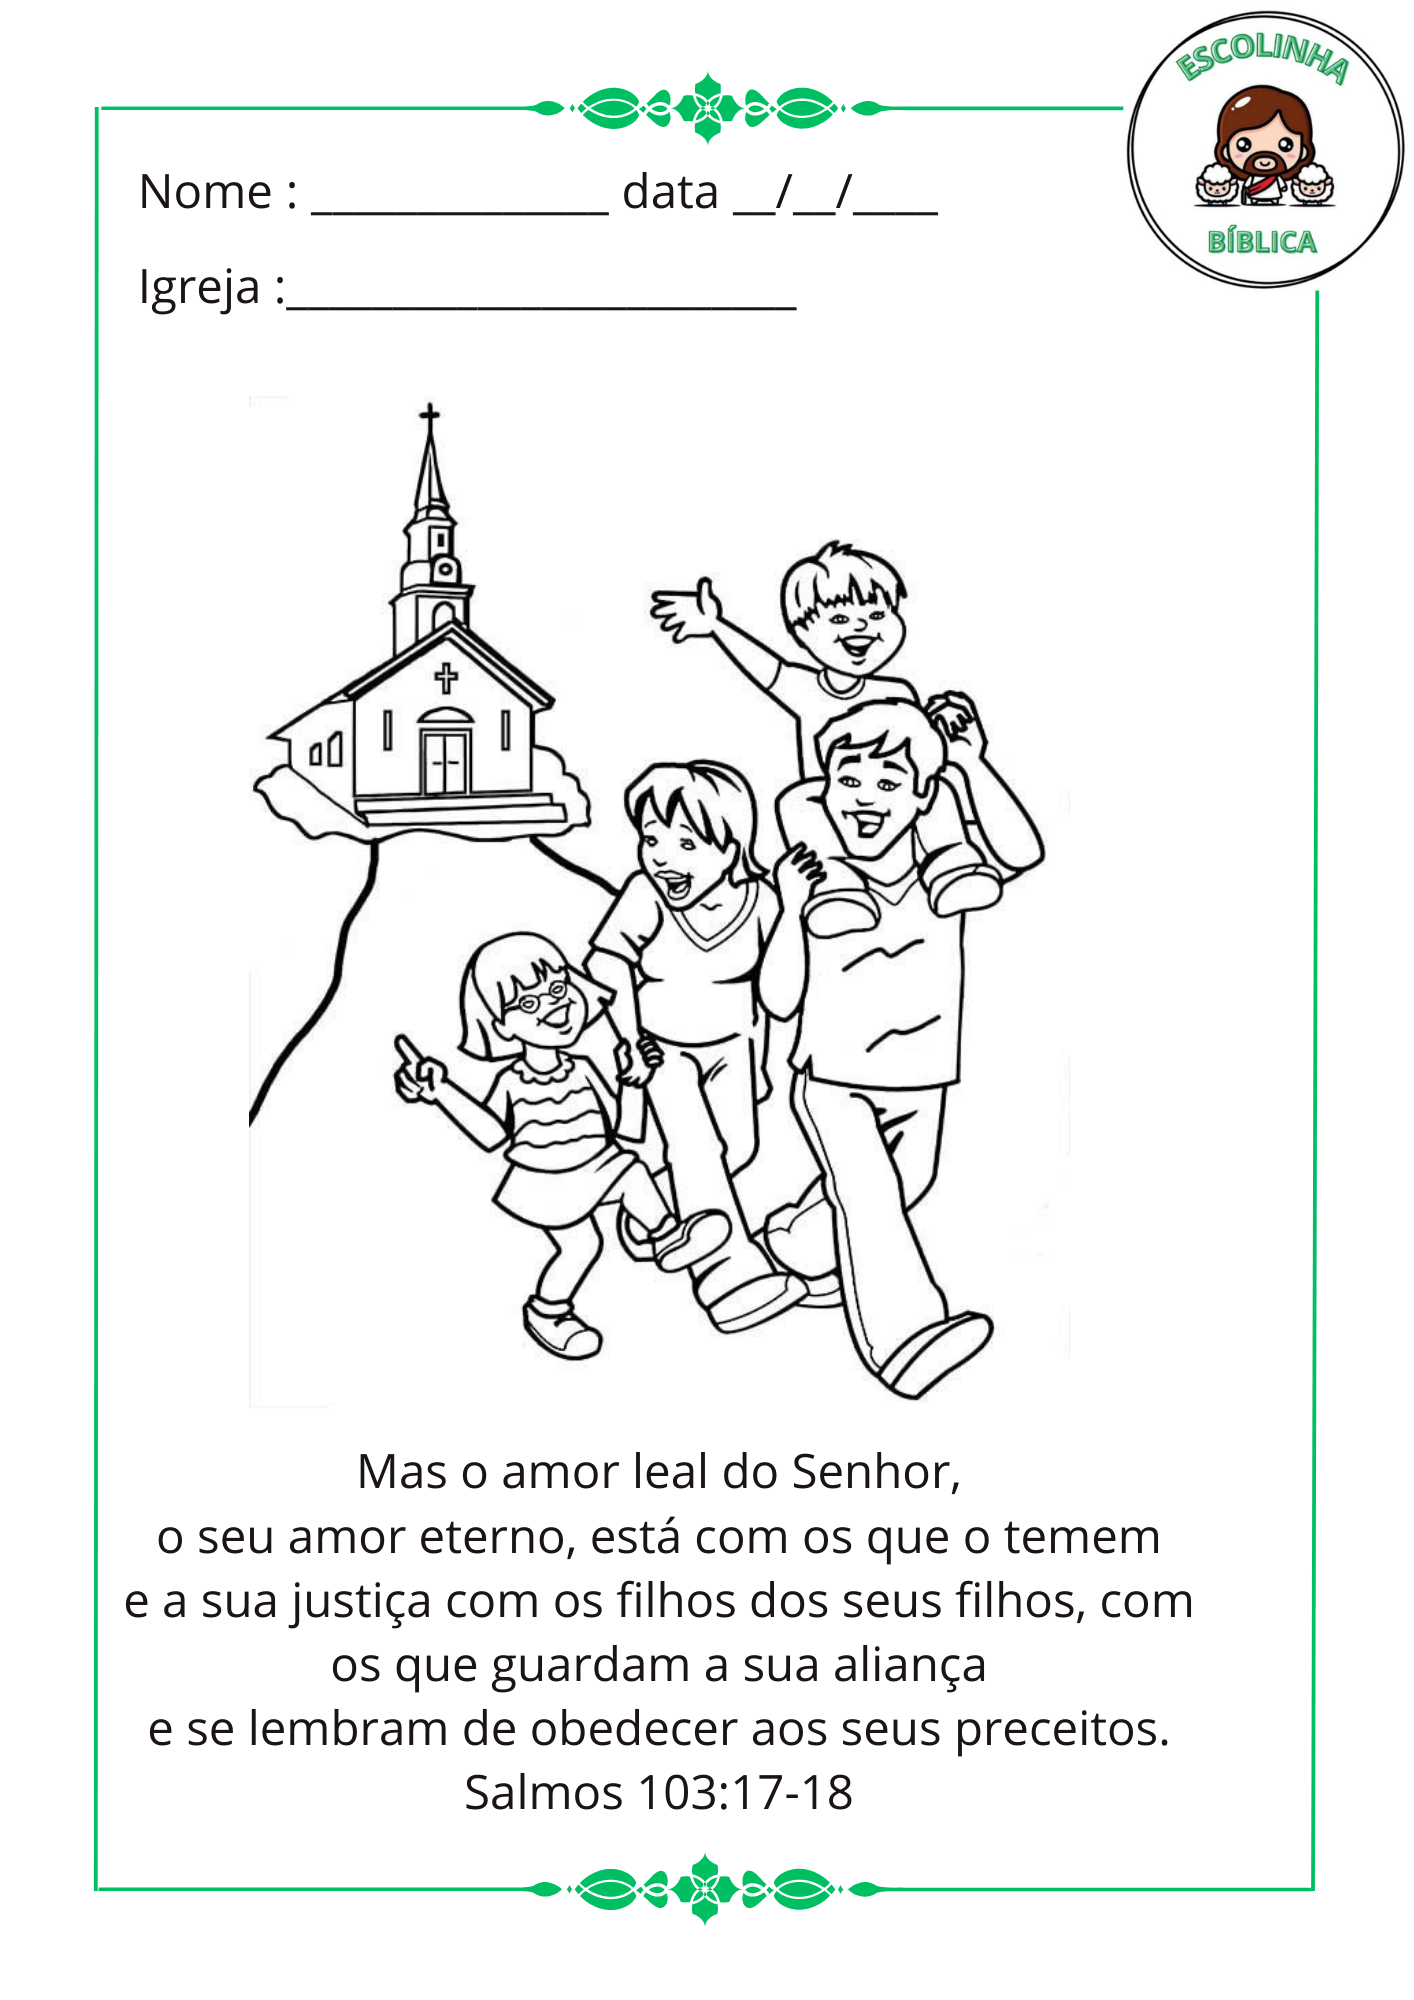 ESCOLINHA
BÍBLICA
Nome : ______________ data __/__/____
Igreja :________________________
Mas o amor leal do Senhor,
o seu amor eterno, está com os que o temem
e a sua justiça com os filhos dos seus filhos, com
os que guardam a sua aliança
e se lembram de obedecer aos seus preceitos.
Salmos 103:17-18